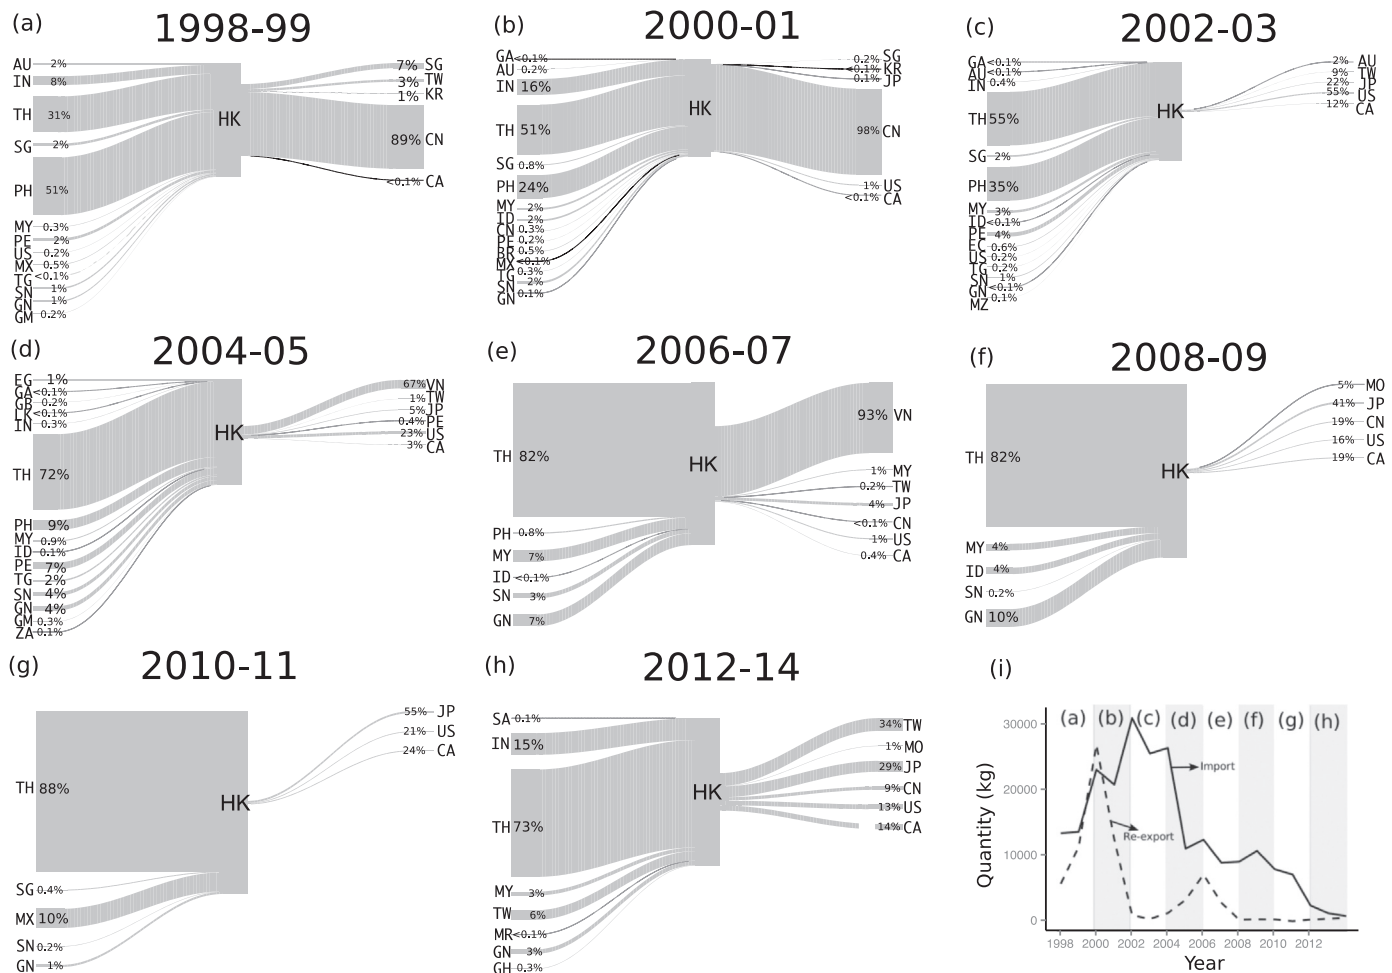 (a)
1998-99
AU 2%
IN 8%
TH 31%
SG 2%
PH 51%
MY 0.3%
PE 2%
US 0.2%
MX 0.5%
TG <0.1%
SN 1%
GN 1%
GM 0.2%
HK
7% SG
3% TW
1% KR
89% CN
<0.1% CA
(b)
2000-01
GA <0.1%
AU 0.2%
IN 16%
TH 51%
SG 0.8%
PH 24%
MY 2%
ID 2%
CN 0.3%
PE 0.2%
BR 0.5%
MX <0.1%
TG 0.3%
SN 2%
GN 0.1%
HK
0.2% SG
<0.1% KR
0.1% JP
98% CN
1% US
<0.1% CA
(c)
2002-03
GA <0.1%
AU <0.1%
IN 0.4%
TH 55%
SG 2%
PH 35%
MY 3%
ID <0.1%
PE 4%
EC 0.6%
US 0.2%
TG 0.2%
SN 1%
GN <0.1%
MZ 0.1%
HK
2% AU
9% TW
22% JP
55% US
12% CA
(d)
2004-05
EG 1%
GA <0.1%
GB 0.2%
LK <0.1%
IN 0.3%
TH 72%
PH 9%
MY 0.9%
ID 0.1%
PE 7%
TG 2%
SN 4%
GN 4%
GM 0.3%
ZA 0.1%
HK
67% VN
1% TW
5% JP
0.4% PE
23% US
3% CA
(e)
2006-07
TH 82%
PH 0.8%
MY 7%
ID <0.1%
SN 3%
GN 7%
HK
93% VN
1% MY
0.2% TW
4% JP
<0.1% CN
1% US
0.4% CA
(f)
2008-09
TH 82%
MY 4%
ID 4%
SN 0.2%
GN 10%
HK
5% MO
41% JP
19% CN
16% US
19% CA
(g)
2010-11
TH 88%
SG 0.4%
MX 10%
SN 0.2%
GN 1%
HK
55% JP
21% US
24% CA
(h)
2012-14
SA 0.1%
IN 15%
TH 73%
MY 3%
TW 6%
MR <0.1%
GN 3%
GH 0.3%
HK
34% TW
1% MO
29% JP
9% CN
13% US
14% CA
(i)
(a) (b) (c) (d) (e) (f) (g) (h)
Import
Re-export
Quantity (kg)
30000
20000
10000
0
1998 2000 2002 2004 2006 2008 2010 2012
Year